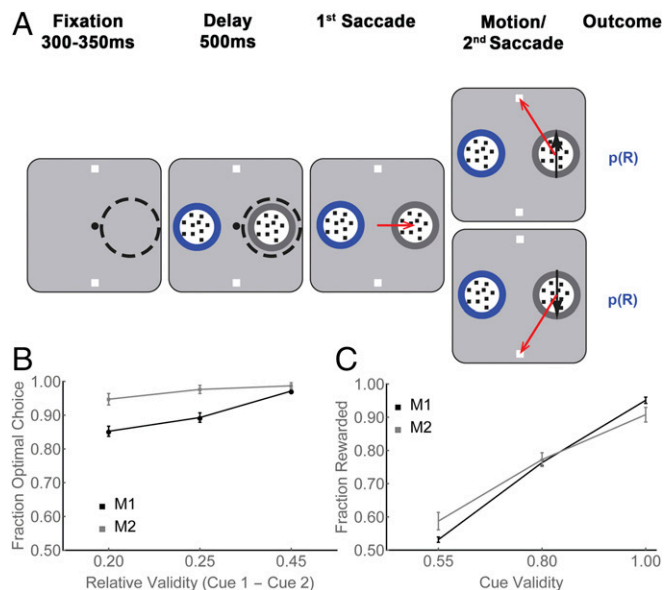 A
Fixation
300-350ms
Delay
500ms
1st Saccade
Motion/
2nd Saccade
Outcome
p(R)
p(R)
B
Fraction Optimal Choice
1.00
0.90
0.80
0.70
0.60
0.50
M1
M2
0.20 0.25 0.45
Relative Validity (Cue 1 – Cue 2)
C
Fraction Rewarded
1.00
0.90
0.80
0.70
0.60
0.50
M1
M2
0.55 0.80 1.00
Cue Validity